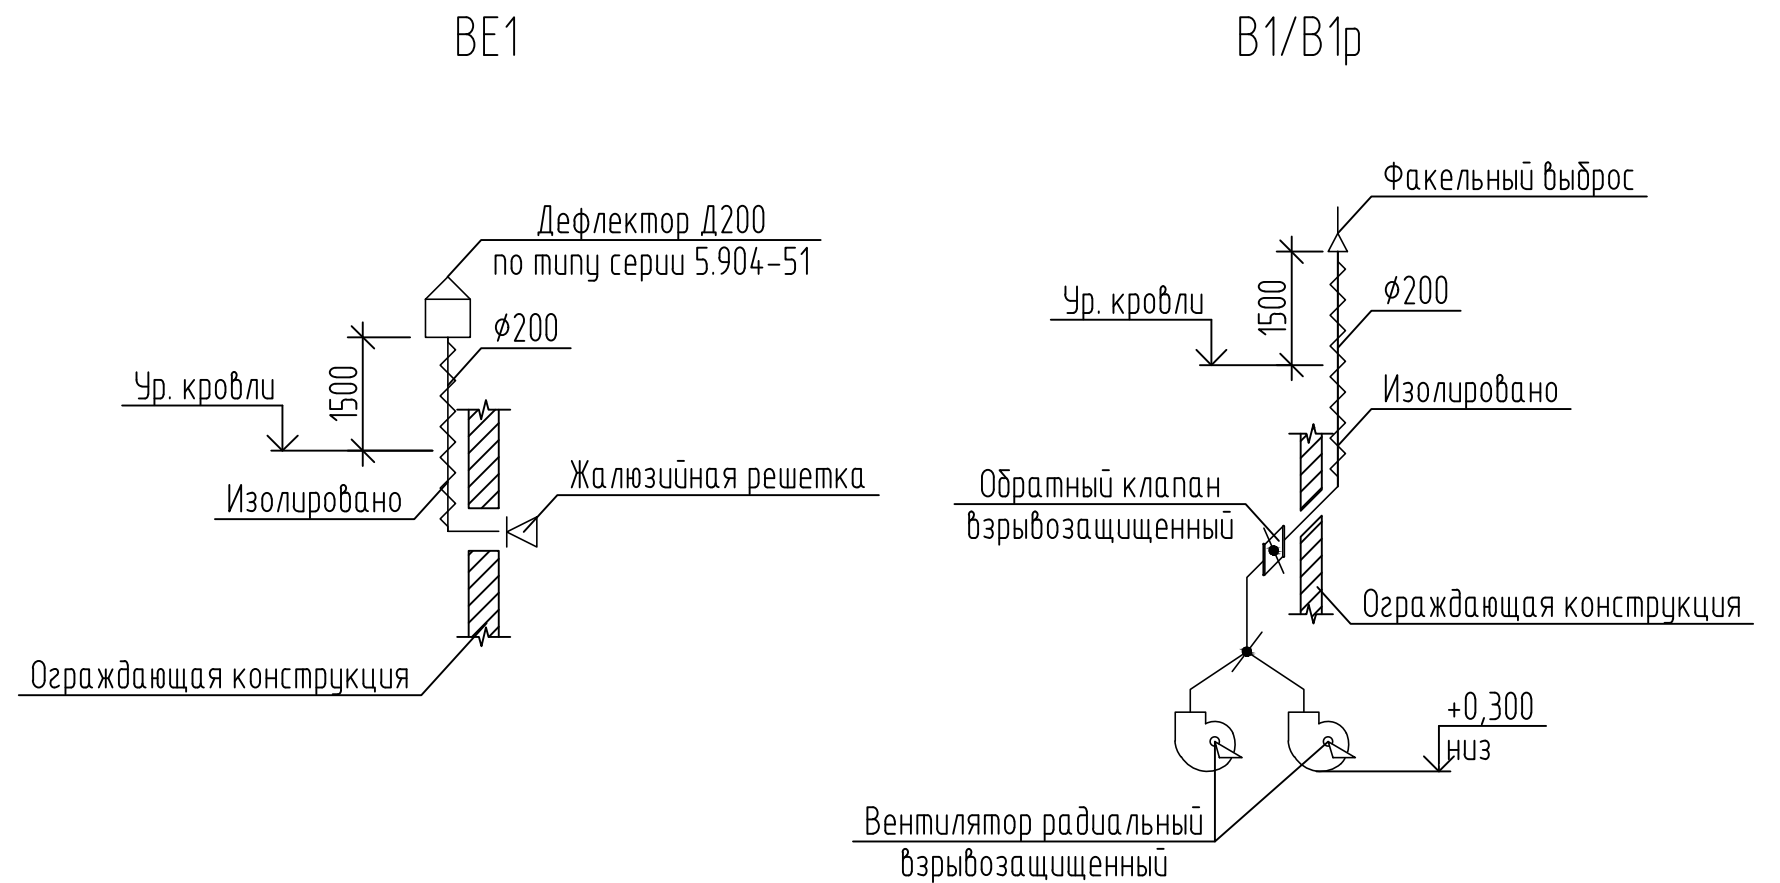 ВЕ1
Дефлектор Д200
по типу серии 5.904-51
ø200
1500
Ур. кровли
Изолировано
Жалюзийная решетка
Ограждающая конструкция
В1/В1р
Факельный выброс
Ур. кровли
1500
ø200
Изолировано
Обратный клапан
взрывозащищенный
Ограждающая конструкция
+0,300
низ
Вентилятор радиальный
взрывозащищенный